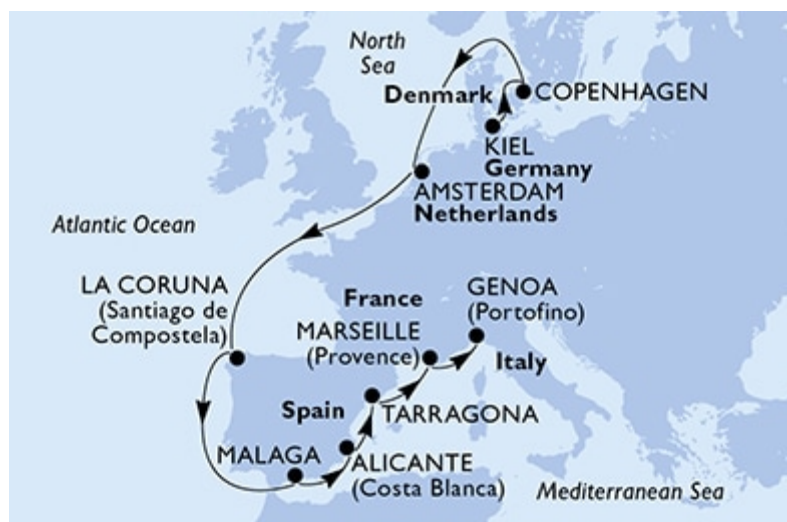 North
Sea
Denmark
COPENHAGEN
KIEL
Germany
AMSTERDAM
Netherlands
Atlantic Ocean
LA CORUNA
(Santiago de
Compostela)
France
GENOA
(Portofino)
MARSEILLE
(Provence)
Italy
Spain
TARRAGONA
MALAGA
ALICANTE
(Costa Blanca)
Mediterranean Sea